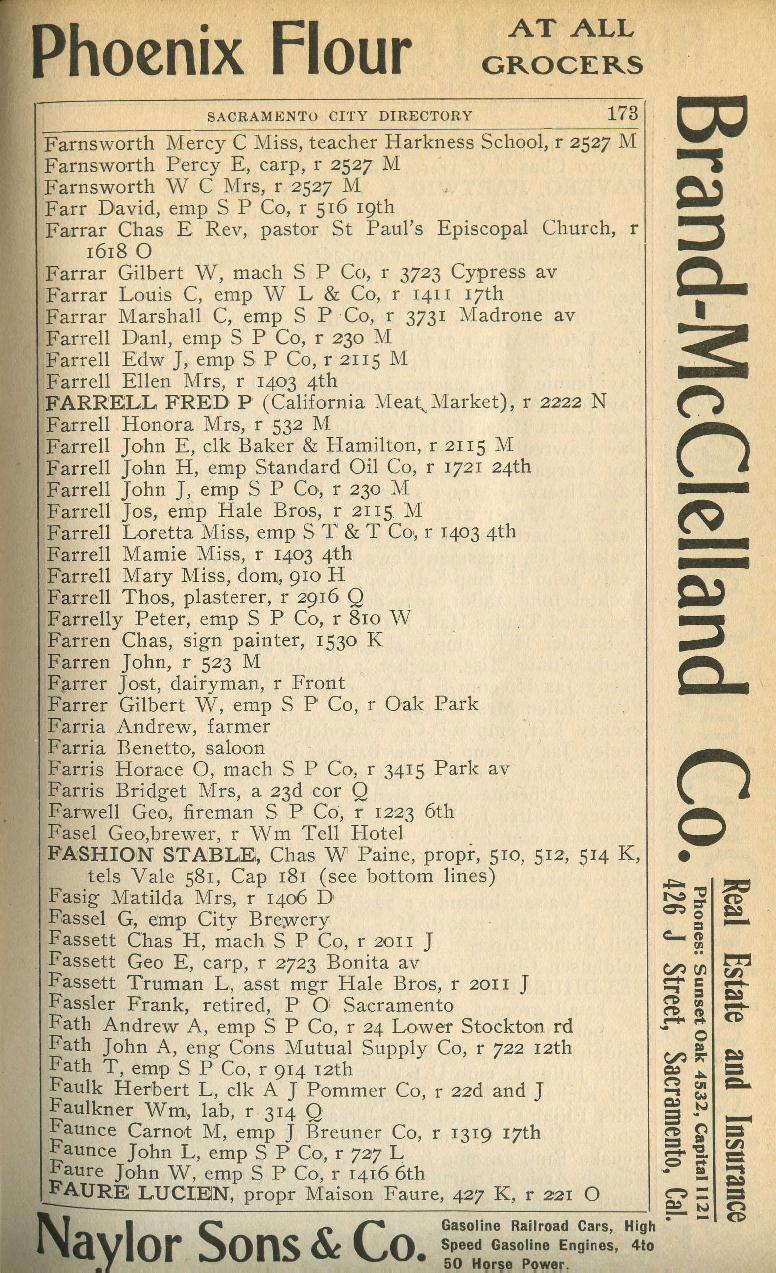 Phoenix Flour AT ALL
GROCERS
SACRAMENTO CITY DIRECTORY 173
Farnsworth Mercy C Miss, teacher Harkness School, r 2527 M
Farnsworth Percy E, carp, r 2527 M
Farnsworth W C Mrs, r 2527 M
Farr David, emp S P Co, r 516 19th
Farrar Chas E Rev, pastor St Paul's Episcopal Church, r
1618 O
Farrar Gilbert W, mach S P Co, r 3723 Cypress av
Farrar Louis C, emp W L & Co, r 1411 17th
Farrar Marshall C, emp S P Co, r 3731 Madrone av
Farrell Danl, emp S P Co, r 230 M
Farrell Edw J, emp S P Co, r 2115 M
Farrell Ellen Mrs, r 1403 4th
FARRELL FRED P (California Meat Market), r 2222 N
Farrell Honora Mrs, r 532 M
Farrell John E, clk Baker & Hamilton, r 2115 M
Farrell John H, emp Standard Oil Co, r 1721 24th
Farrell John J, emp S P Co, r 230 M
Farrell Jos, emp Hale Bros, r 2115 M
Farrell Loretta Miss, emp S T & T Co, r 1403 4th
Farrell Mamie Miss, r 1403 4th
Farrell Mary Miss, dom, 910 H
Farrell Thos, plasterer, r 2916 Q
Farrelly Peter, emp S P Co, r 810 W
Farren Chas, sign painter, 1530 K
Farren John, r 523 M
Farrer Jost, dairyman, r Front
Farrer Gilbert W, emp S P Co, r Oak Park
Farria Andrew, farmer
Farria Benetto, saloon
Farris Horace O, mach S P Co, r 3415 Park av
Farris Bridget Mrs, a 23d cor Q
Farwell Geo, fireman S P Co, r 1223 6th
Fasel Geo,brewer, r Wm Tell Hotel
FASHION STABLE, Chas W Paine, propr, 510, 512, 514 K,
tels Vale 581, Cap 181 (see bottom lines)
Fasig Matilda Mrs, r 1406 D
Fassel G, emp City Brewery
Fassett Chas H, mach S P Co, r 2011 J
Fassett Geo E, carp, r 2723 Bonita av
Fassett Truman L, asst mgr Hale Bros, r 2011 J
Fassler Frank, retired, P O Sacramento
Fath Andrew A, emp S P Co, r 24 Lower Stockton rd
Fath John A, eng Cons Mutual Supply Co, r 722 12th
Fath T, emp S P Co, r 914 12th
Faulk Herbert L, clk A J Pommer Co, r 22d and J
Faulkner Wm, lab, r 314 Q
Faunce Carnot M, emp J Breuner Co, r 1319 17th
Faunce John L, emp S P Co, r 727 L
Faure John W, emp S P Co, r 1416 6th
FAURE LUCIEN, propr Maison Faure, 427 K, r 221 O
Brand-McClelland Co.
Real Estate and Insurance
Phones: Sunset Oak 4532, Capital 1121
426 J Street, Sacramento, Cal.
Naylor Sons & Co. Gasoline Railroad Cars, High
Speed Gasoline Engines, 4 to
50 Horse Power.